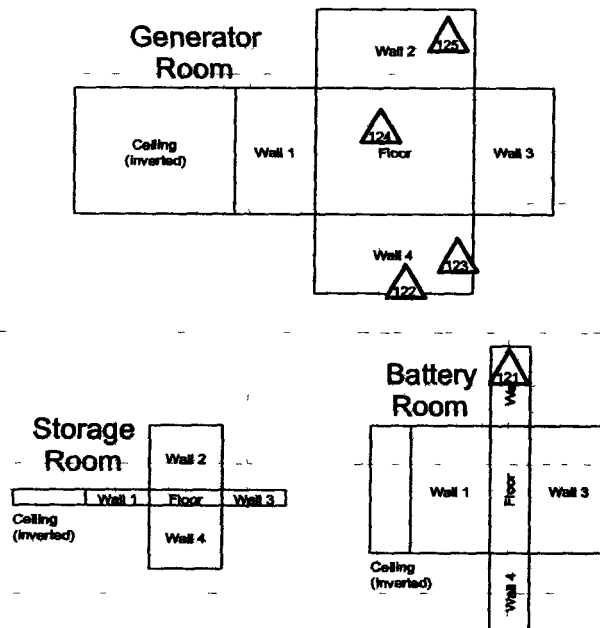 Generator
Room
Wall 2
125
Ceiling
(inverted)
Wall 1
124
Floor
Wall 3
Wall 4
123
122
Battery
Room
121
Storage
Room
Wall 2
Wall 1
Floor
Wall 3
Ceiling
(inverted)
Wall 4
Wall 1
Floor
Wall 3
Ceiling
(inverted)
Wall 4